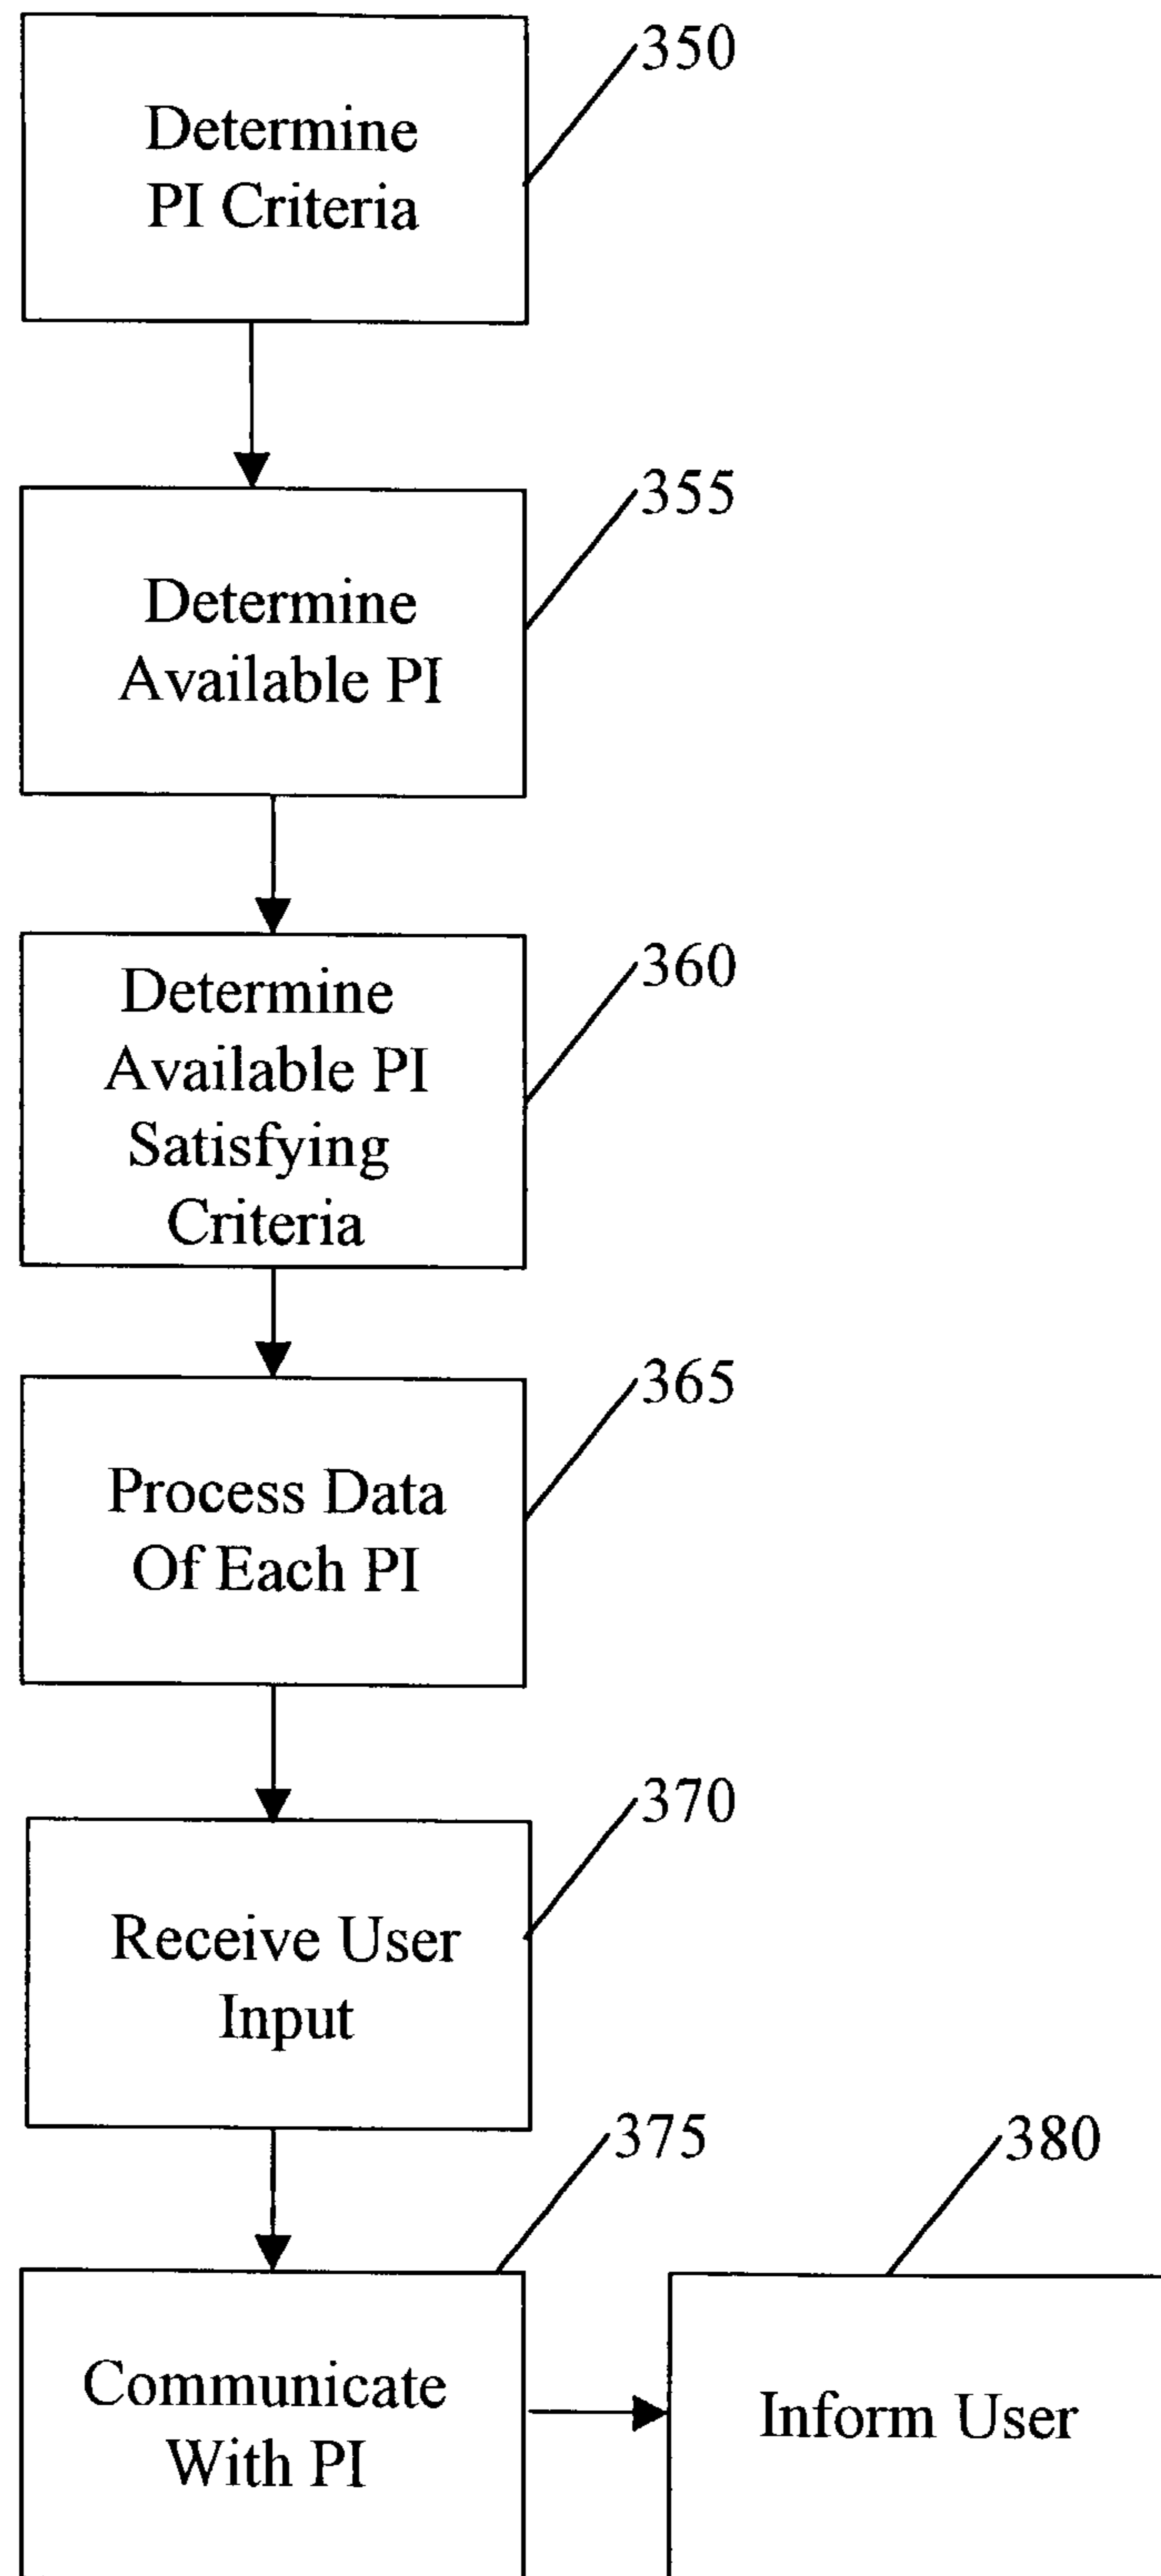 350
Determine
PI Criteria
355
Determine
Available PI
360
Determine
Available PI
Satisfying
Criteria
365
Process Data
Of Each PI
370
Receive User
Input
375
380
Communicate
With PI
Inform User